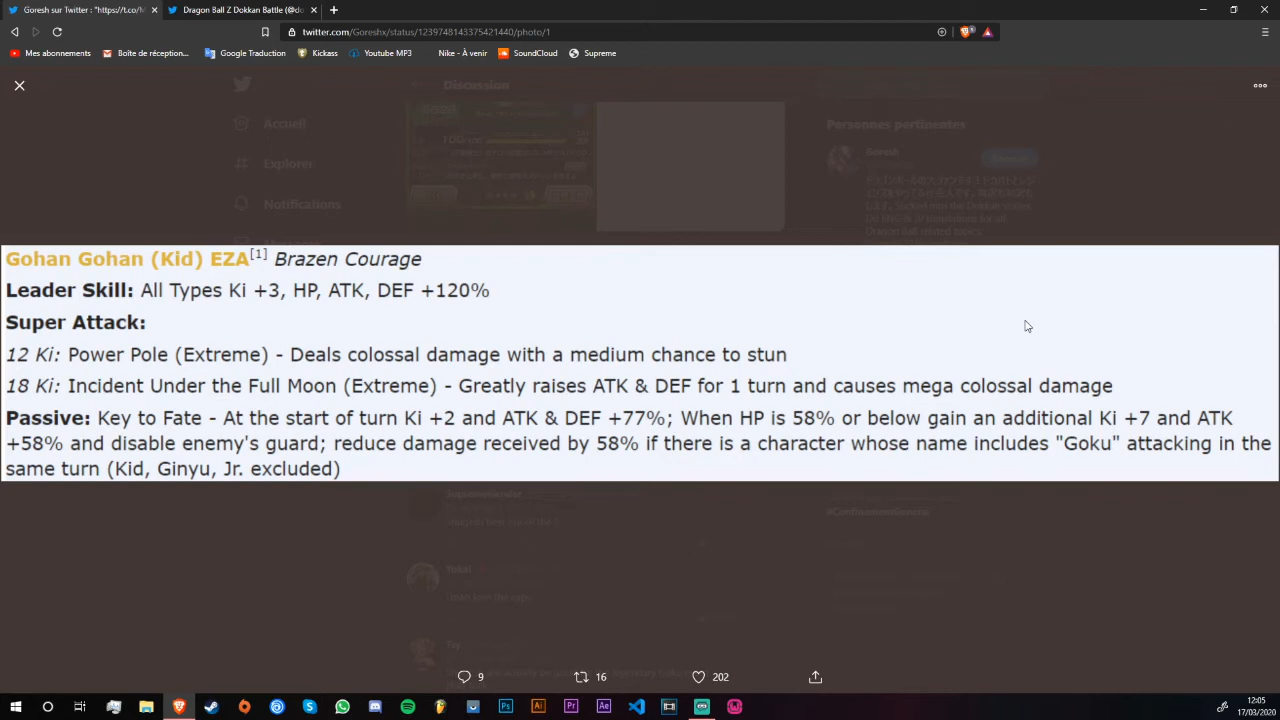 Goresh sur Twitter : "https://t.co/M
Dragon Ball Z Dokkan Battle (@do
twitter.com/Goreshx/status/1239748143375421440/photo/1
Mes abonnements
Boîte de réception...
Google Traduction
Kickass
Youtube MP3
Nike - À venir
SoundCloud
Supreme
Discussion
Accueil
Explorer
Notifications
Personnes pertinentes
Goresh
Gohan Gohan (Kid) EZA[1] Brazen Courage
Leader Skill: All Types Ki +3, HP, ATK, DEF +120%
Super Attack:
12 Ki: Power Pole (Extreme) - Deals colossal damage with a medium chance to stun
18 Ki: Incident Under the Full Moon (Extreme) - Greatly raises ATK & DEF for 1 turn and causes mega colossal damage
Passive: Key to Fate - At the start of turn Ki +2 and ATK & DEF +77%; When HP is 58% or below gain an additional Ki +7 and ATK
+58% and disable enemy's guard; reduce damage received by 58% if there is a character whose name includes "Goku" attacking in the
same turn (Kid, Ginyu, Jr. excluded)
9
16
202
12:05
17/03/2020